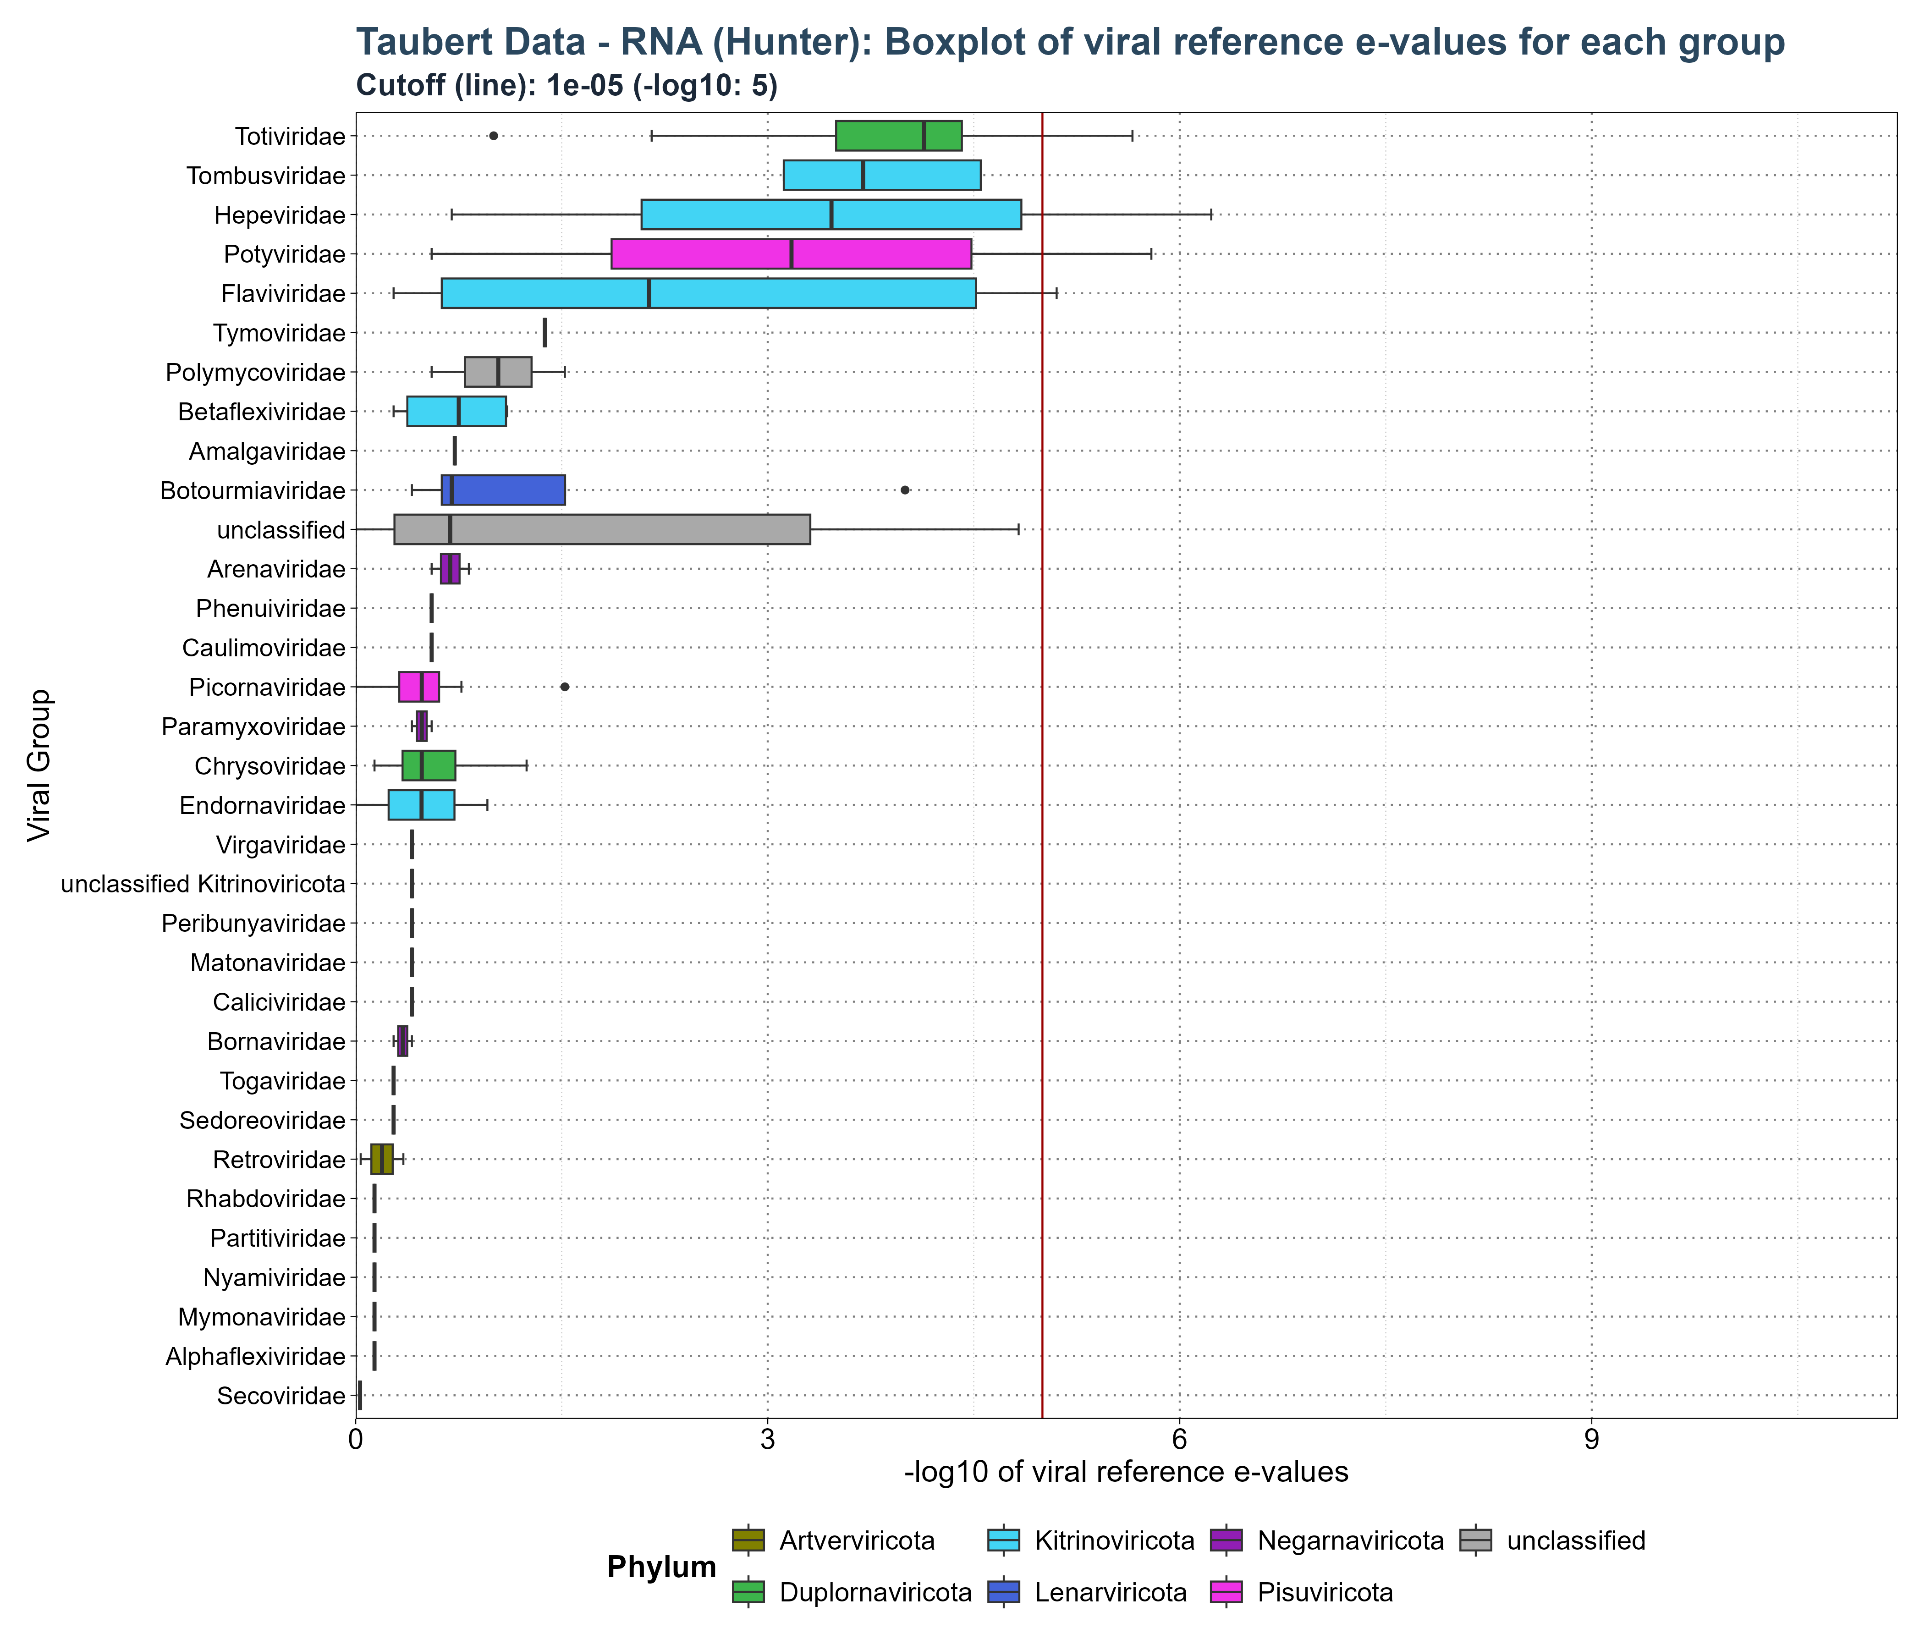 Taubert Data - RNA (Hunter): Boxplot of viral reference e-values for each group
Cutoff (line): 1e-05 (-log10: 5)
Viral Group
Totiviridae
Tombusviridae
Hepeviridae
Potyviridae
Flaviviridae
Tymoviridae
Polymycoviridae
Betaflexiviridae
Amalgaviridae
Botourmiaviridae
unclassified
Arenaviridae
Phenuiviridae
Caulimoviridae
Picornaviridae
Paramyxoviridae
Chrysoviridae
Endornaviridae
Virgaviridae
unclassified Kitrinoviricota
Peribunyaviridae
Matonaviridae
Caliciviridae
Bornaviridae
Togaviridae
Sedoreoviridae
Retroviridae
Rhabdoviridae
Partitiviridae
Nyamiviridae
Mymonaviridae
Alphaflexiviridae
Secoviridae
0 3 6 9
-log10 of viral reference e-values
Phylum
Artverviricota Kitrinoviricota Negarnaviricota unclassified
Duplornaviricota Lenarviricota Pisuviricota